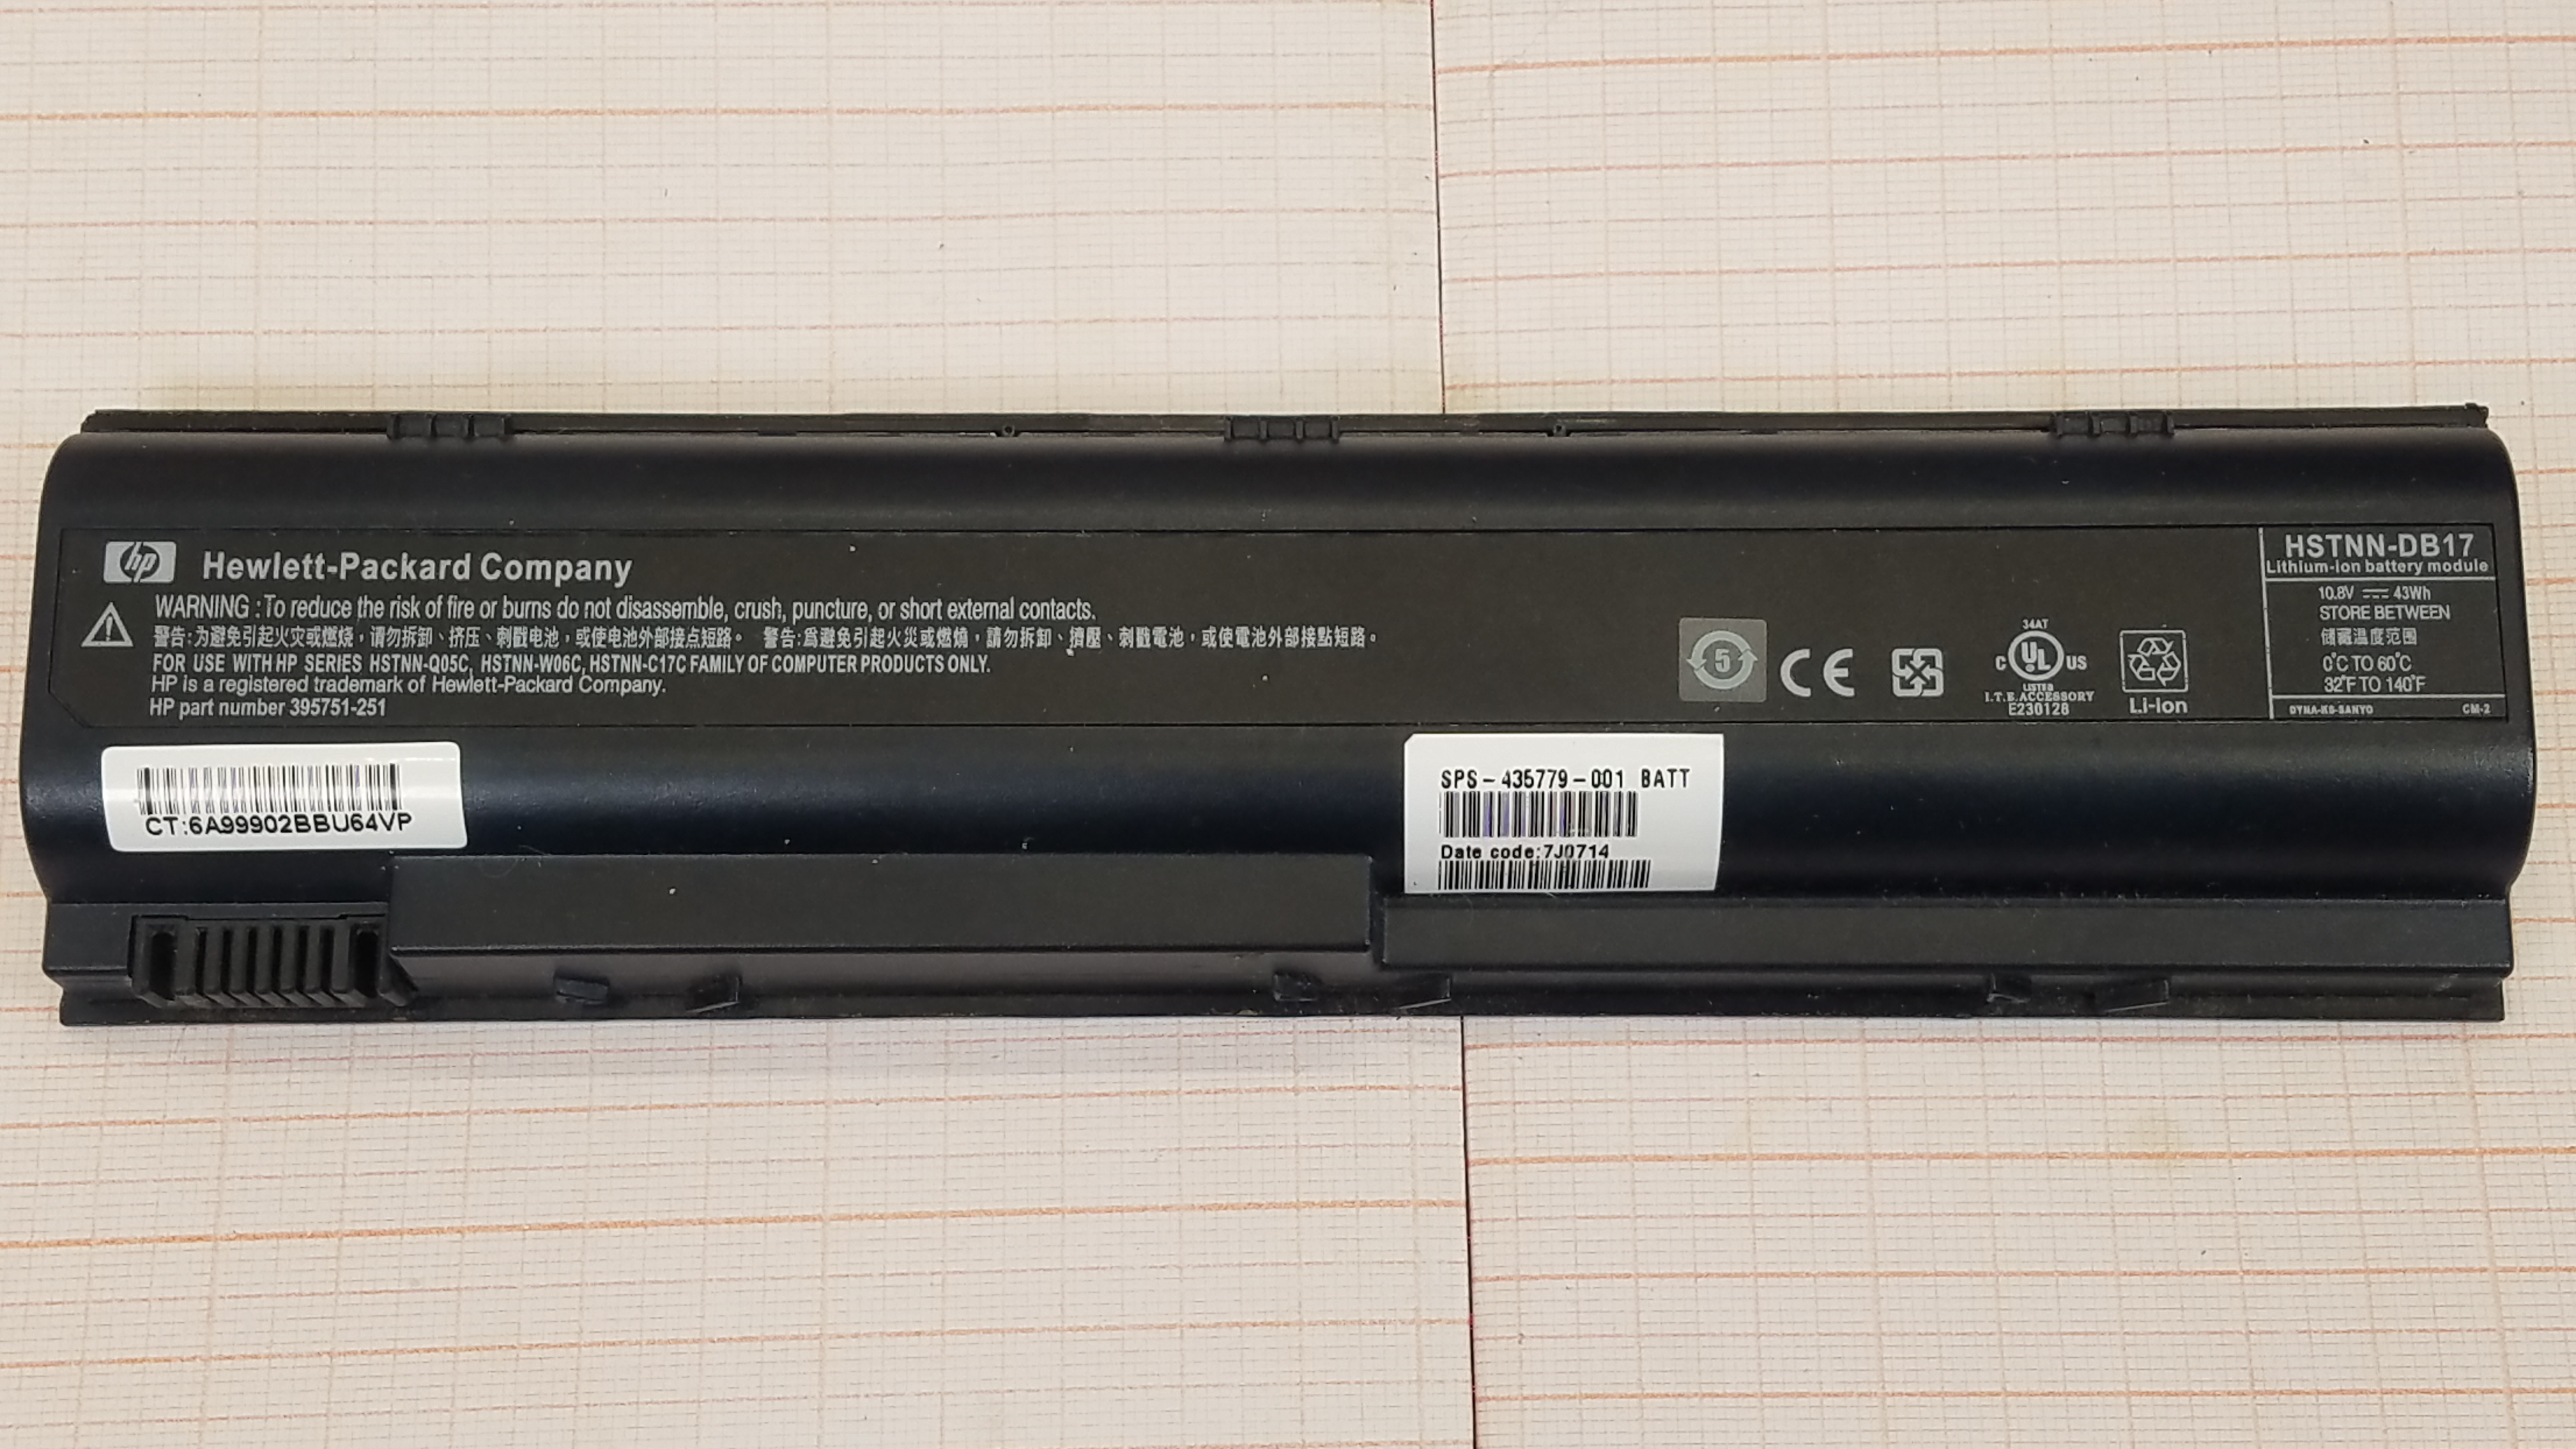 hp Hewlett-Packard Company
WARNING : To reduce the risk of fire or burns do not disassemble, crush, puncture, or short external contacts.
警告:为避免引起火灾或燃烧，请勿拆卸、挤压、刺戳电池，或使电池外部接点短路。 警告:爲避免引起火災或燃燒，請勿拆卸、擠壓、刺戳電池，或使電池外部接點短路。
FOR USE WITH HP SERIES HSTNN-Q05C, HSTNN-W06C, HSTNN-C17C FAMILY OF COMPUTER PRODUCTS ONLY.
HP is a registered trademark of Hewlett-Packard Company.
HP part number 395751-251
5
CE
34AT
C UL US
LISTED
I.T.E. ACCESSORY
E230128
Li-Ion
HSTNN-DB17
Lithium-Ion battery module
10.8V 43Wh
STORE BETWEEN
储藏温度范围
0°C TO 60°C
32°F TO 140°F
DYNA-KS-SANYO CM-2
CT:6A99902BBU64VP
SPS-435779-001 BATT
Date code:7J0714